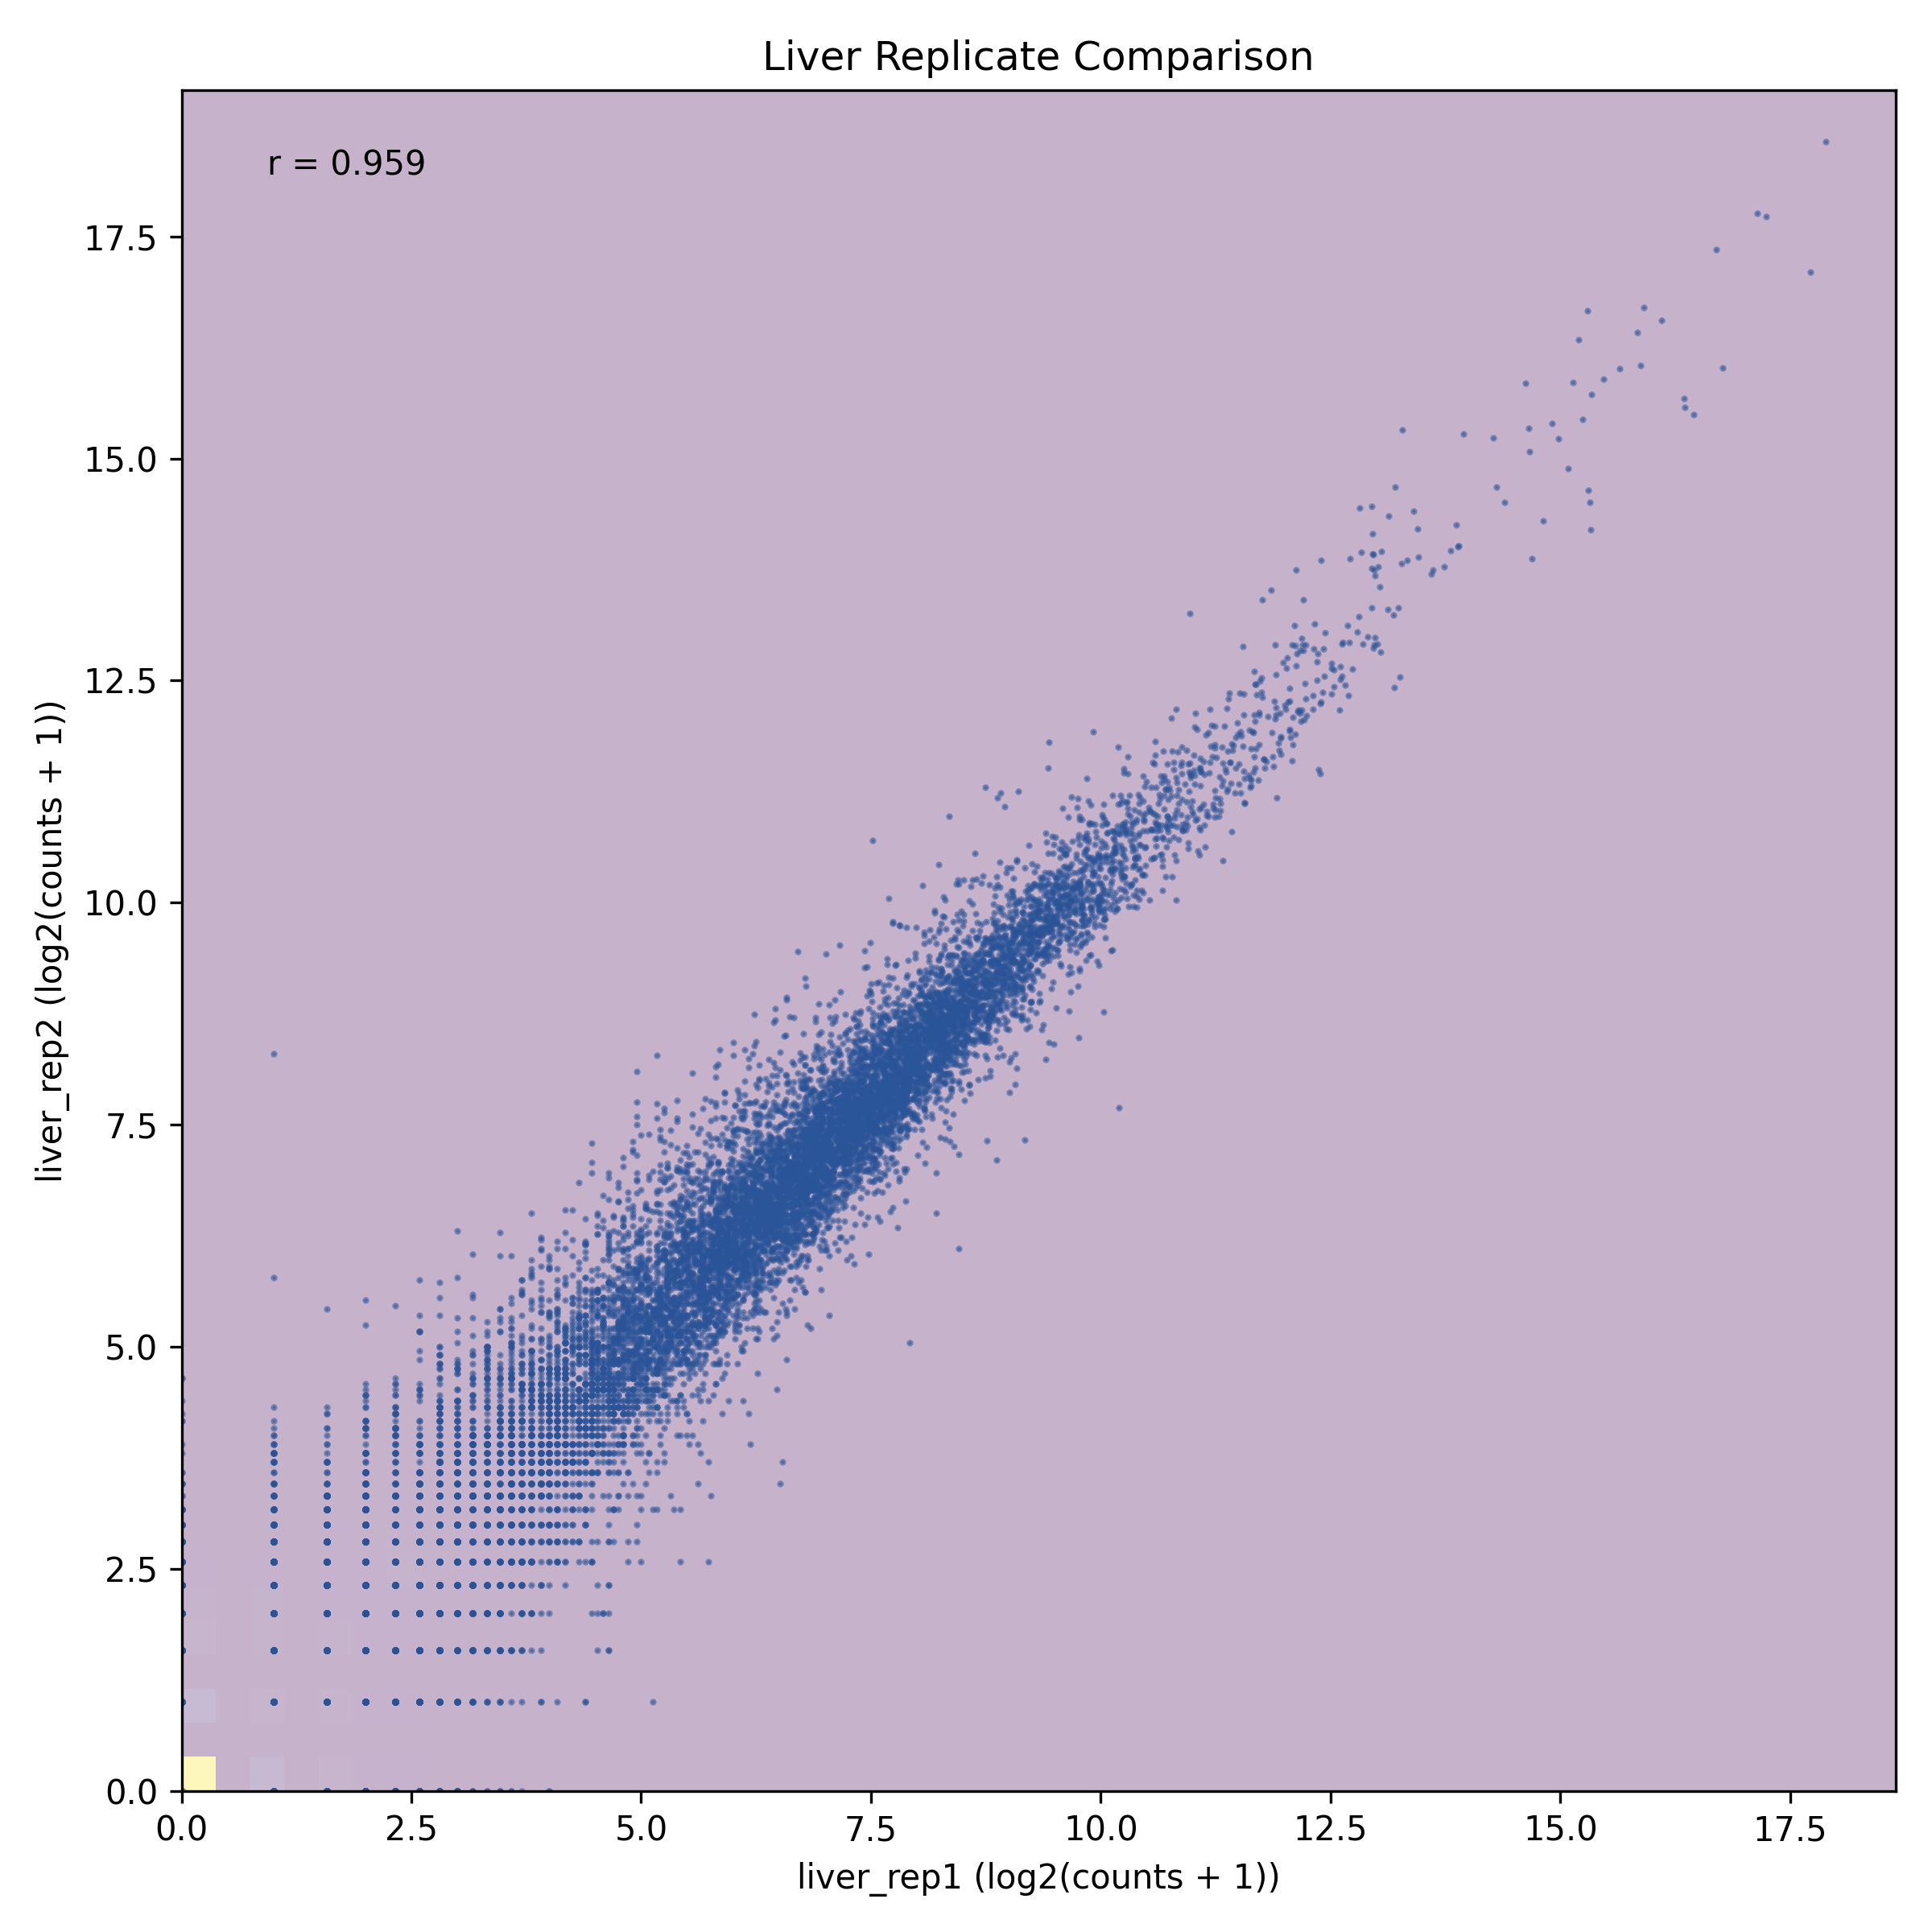 Liver Replicate Comparison
r = 0.959
17.5
15.0
12.5
10.0
7.5
5.0
2.5
0.0
liver_rep2 (log2(counts + 1))
0.0 2.5 5.0 7.5 10.0 12.5 15.0 17.5
liver_rep1 (log2(counts + 1))